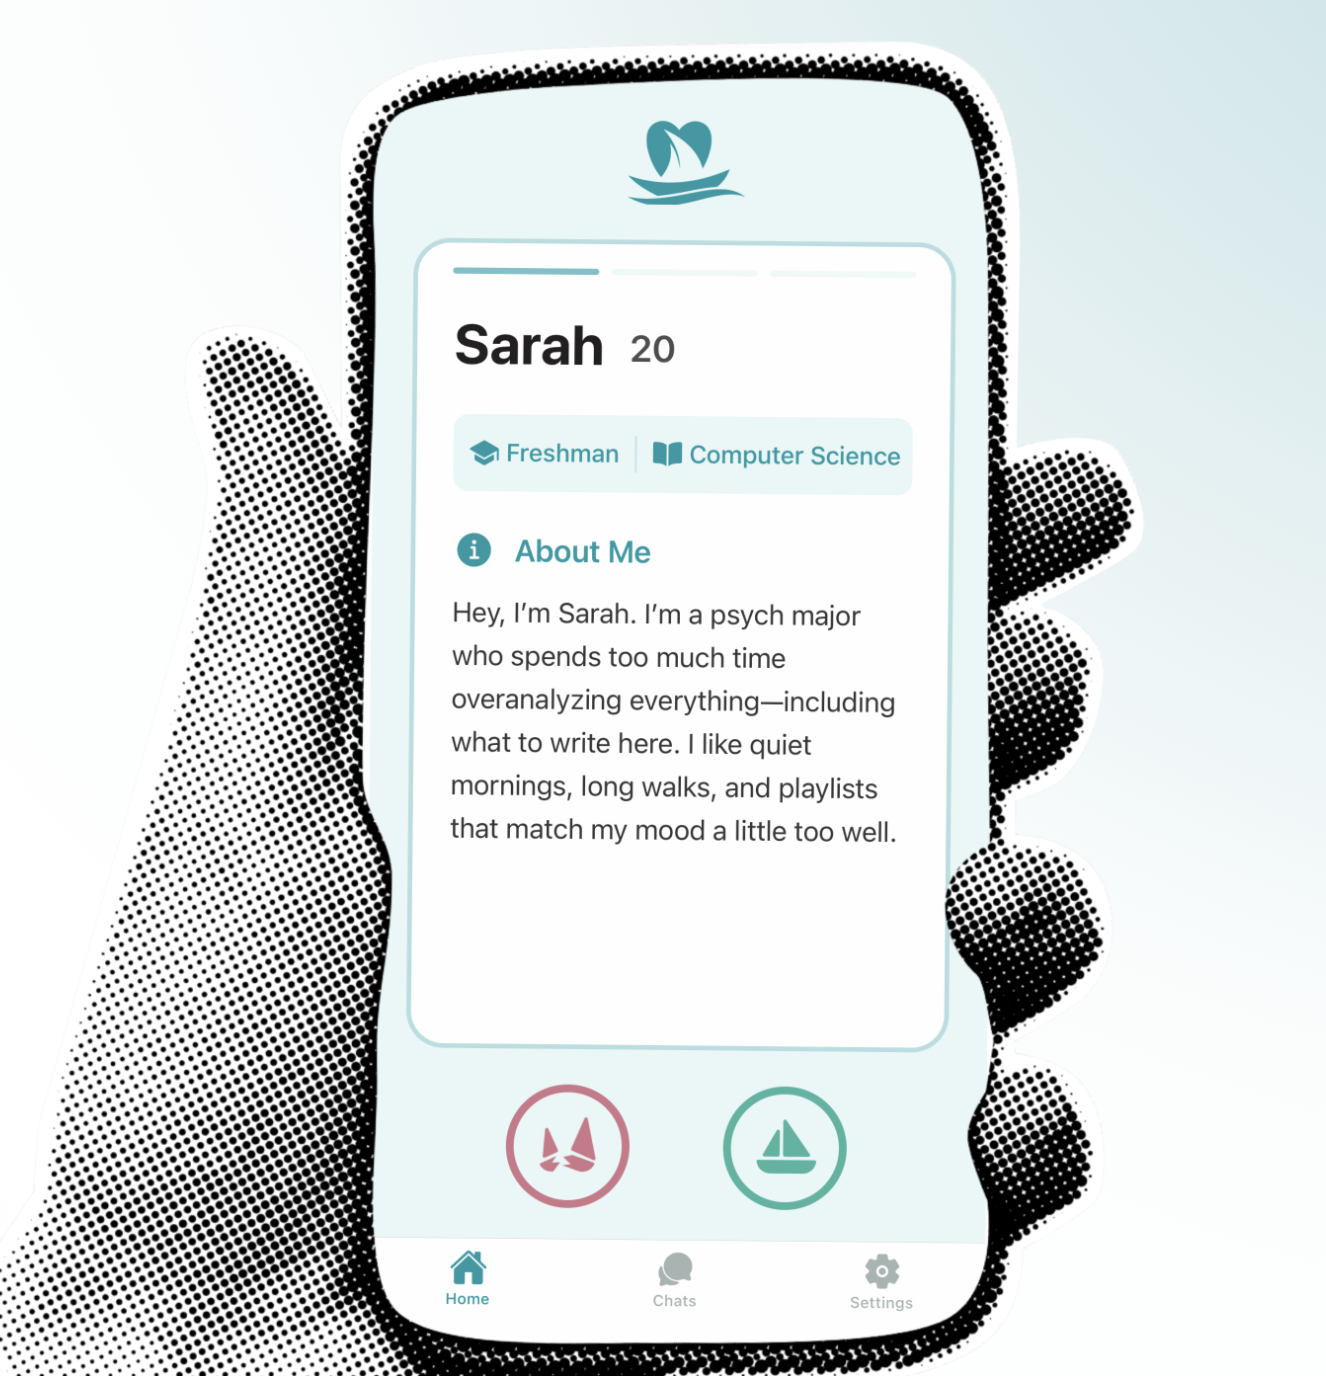 Sarah 20
Freshman Computer Science
About Me
Hey, I’m Sarah. I’m a psych major
who spends too much time
overanalyzing everything—including
what to write here. I like quiet
mornings, long walks, and playlists
that match my mood a little too well.
Home Chats Settings